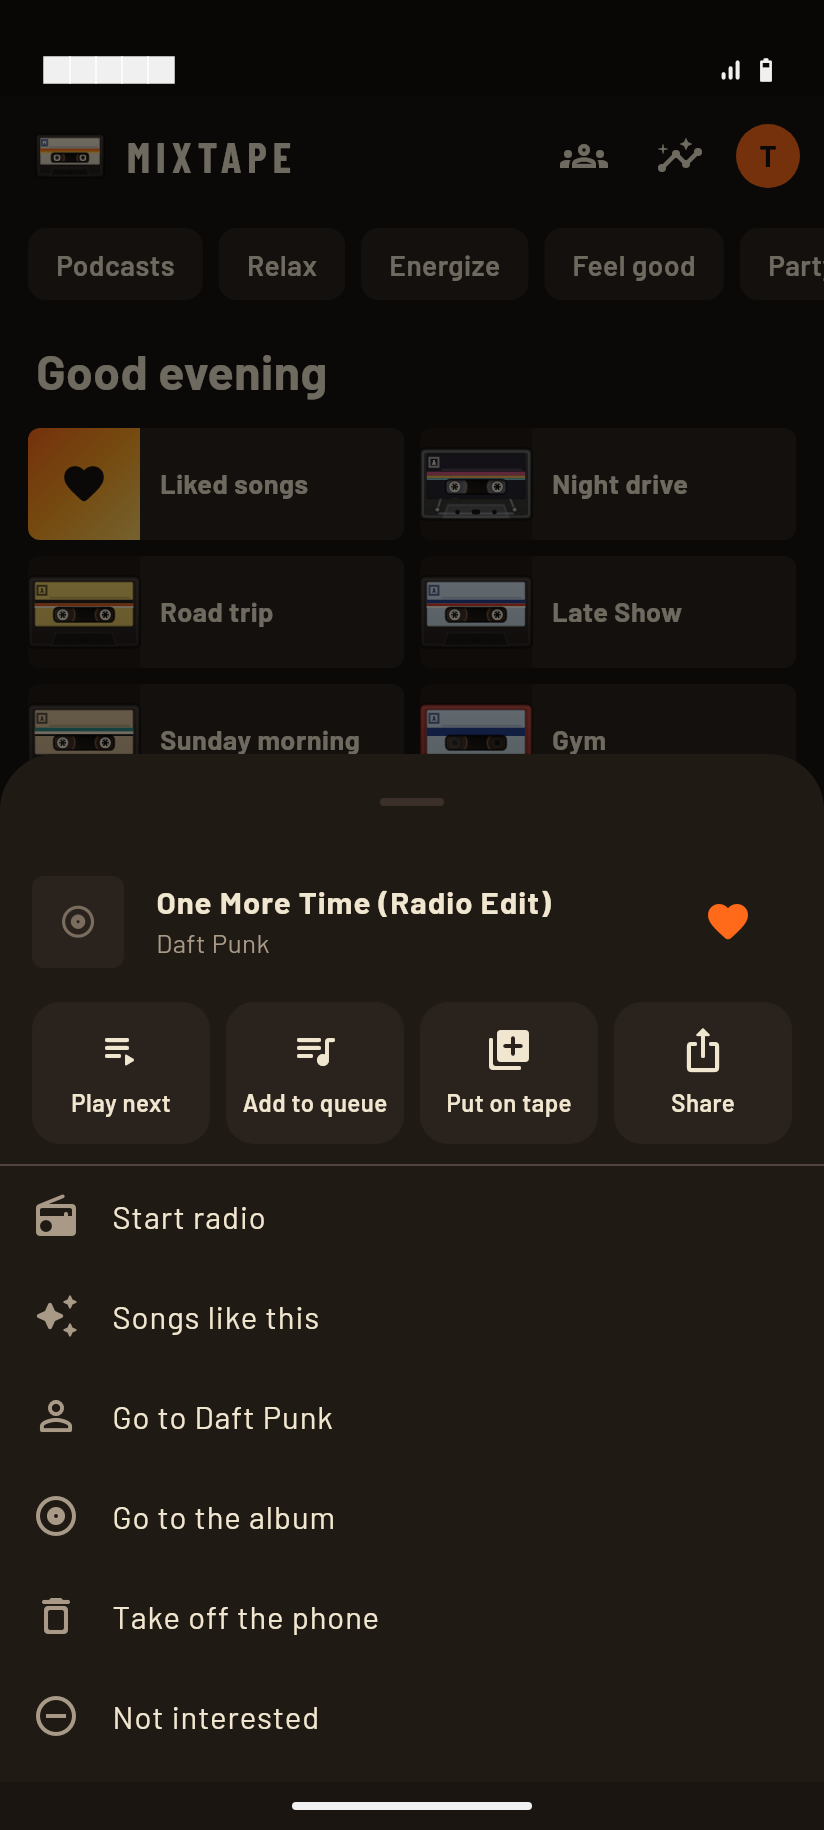 MIXTAPE
T
Podcasts
Relax
Energize
Feel good
Party
Good evening
Liked songs
Night drive
Road trip
Late Show
Sunday morning
Gym
One More Time (Radio Edit)
Daft Punk
Play next
Add to queue
Put on tape
Share
Start radio
Songs like this
Go to Daft Punk
Go to the album
Take off the phone
Not interested